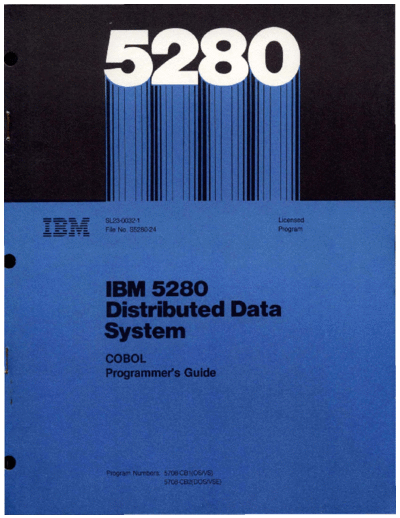 5280
IBM
SL23-0032-1
File No. S5280-24
Licensed
Program
IBM 5280
Distributed Data
System
COBOL
Programmer's Guide
Program Numbers